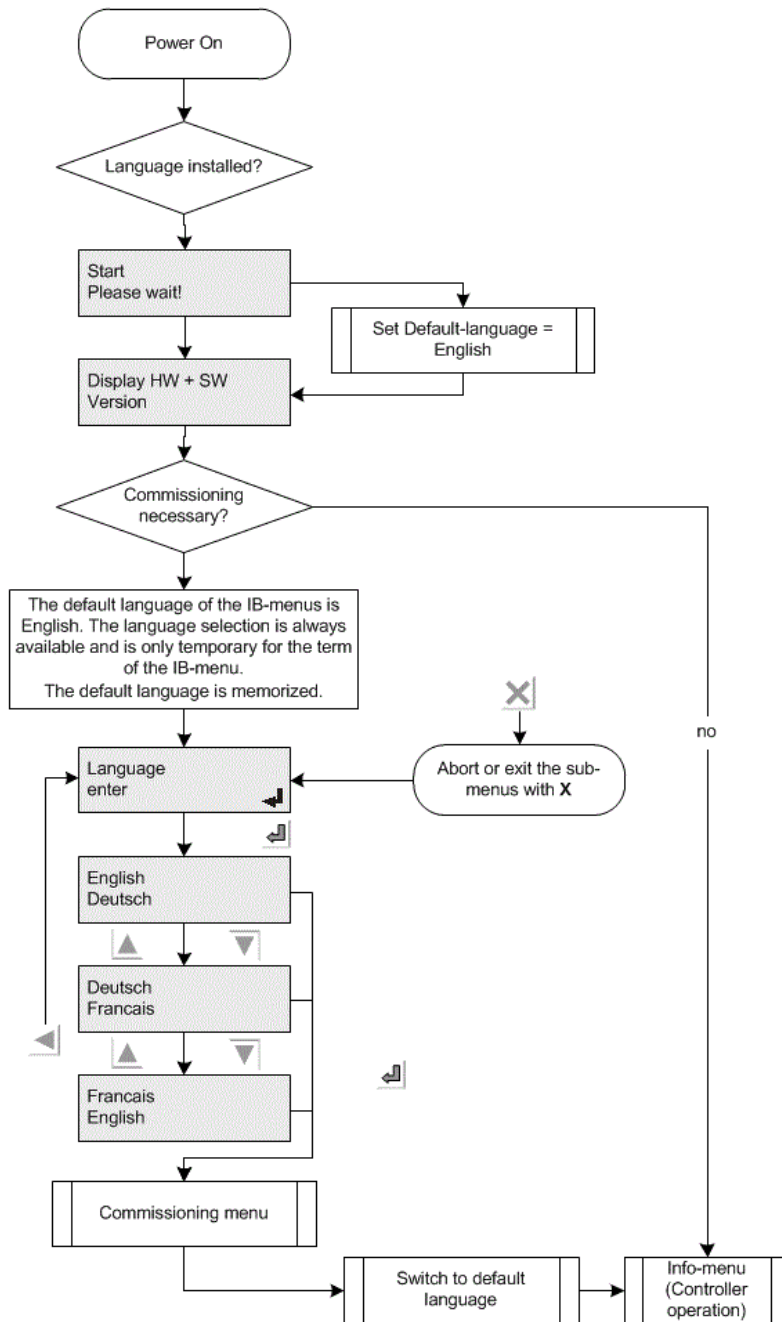 Power On
Language installed?
Start
Please wait!
Set Default-language =
English
Display HW + SW
Version
Commissioning
necessary?
The default language of the IB-menus is
English. The language selection is always
available and is only temporary for the term
of the IB-menu.
The default language is memorized.
no
Language
enter
Abort or exit the sub-
menus with X
English
Deutsch
Deutsch
Francais
Francais
English
Commissioning menu
Switch to default
language
Info-menu
(Controller
operation)